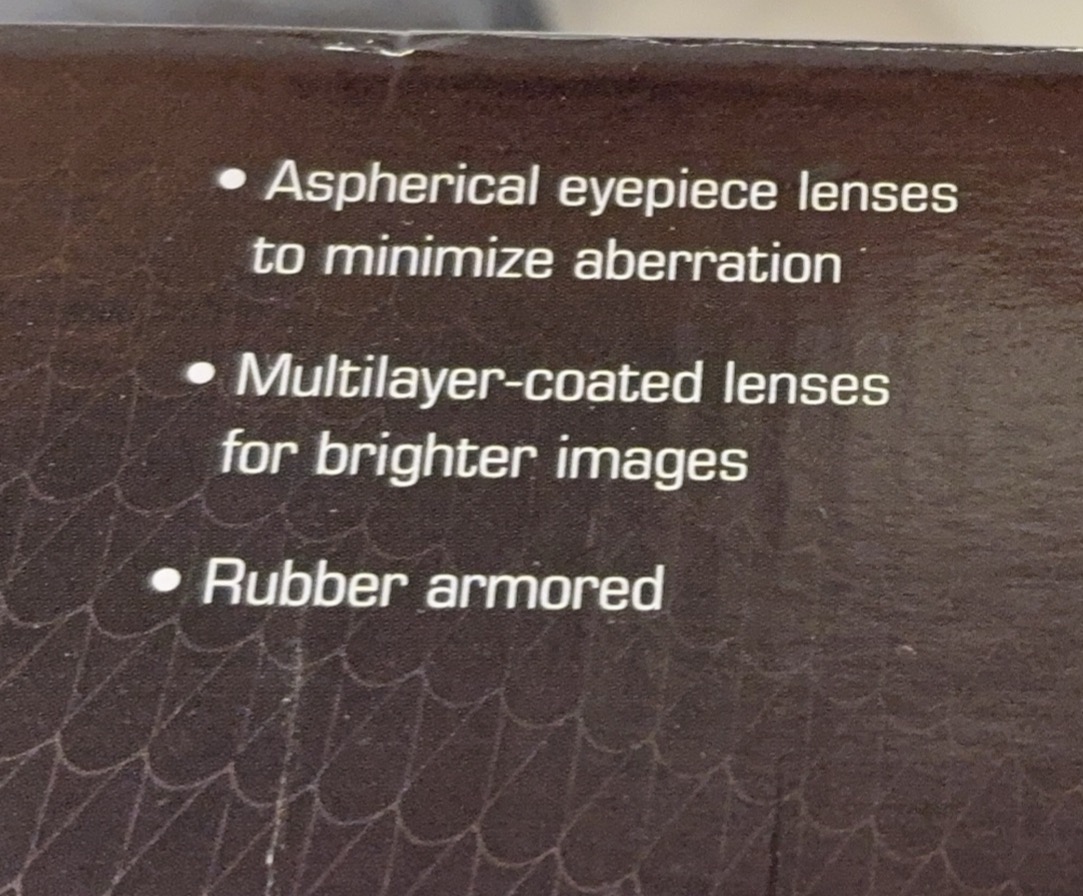 • Aspherical eyepiece lenses
to minimize aberration
• Multilayer-coated lenses
for brighter images
• Rubber armored